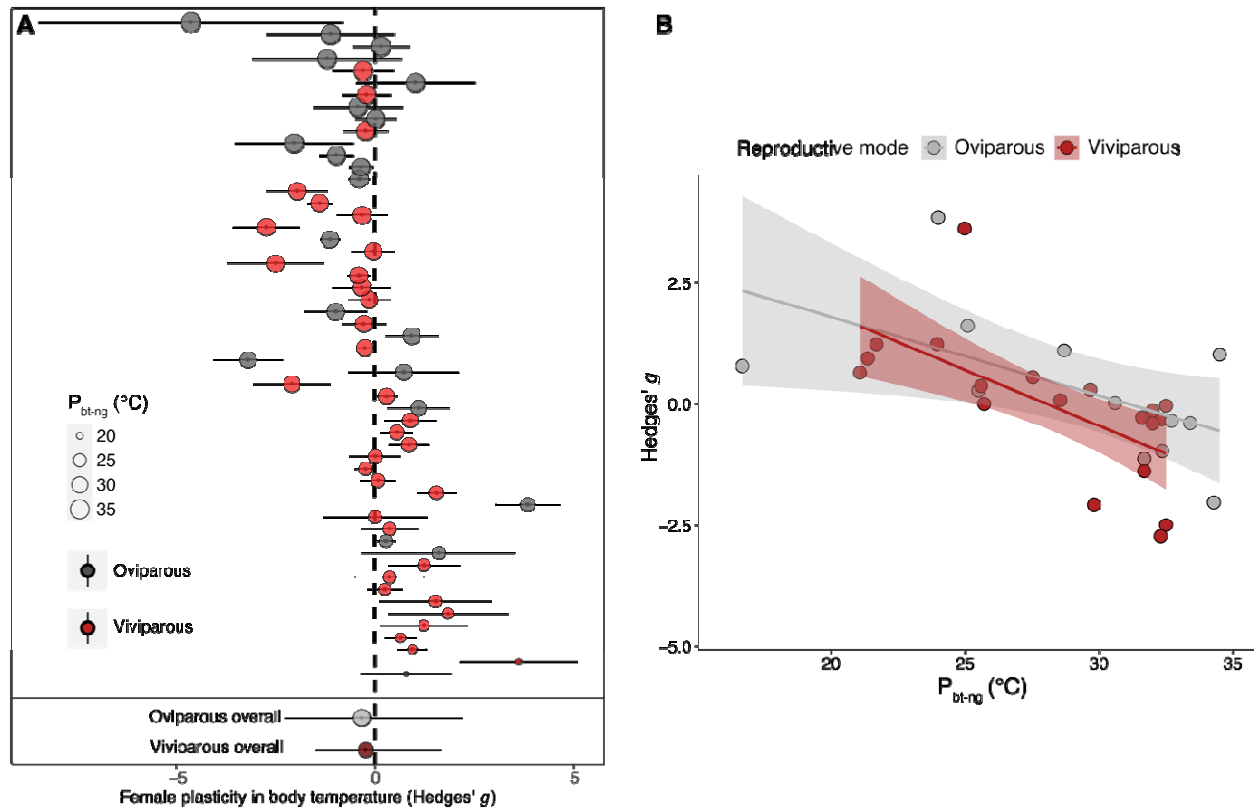 A
P bt-ng (°C)
20
25
30
35
Oviparous
Viviparous
Oviparous overall
Viviparous overall
−5
0
5
Female plasticity in body temperature (Hedges' g)
B
Reproductive mode Oviparous Viviparous
2.5
0.0
−2.5
−5.0
Hedges' g
20 25 30 35
P bt-ng (°C)